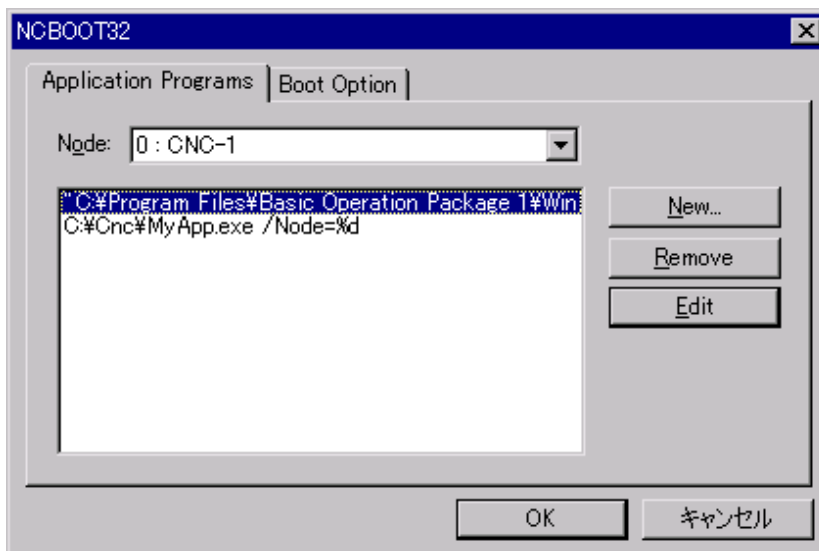 NCBOOT32
Application Programs
Boot Option
Node: 0 : CNC-1
"C:¥Program Files¥Basic Operation Package 1¥Win
C:¥Cnc¥MyApp.exe /Node=%d
New...
Remove
Edit
OK
キャンセル